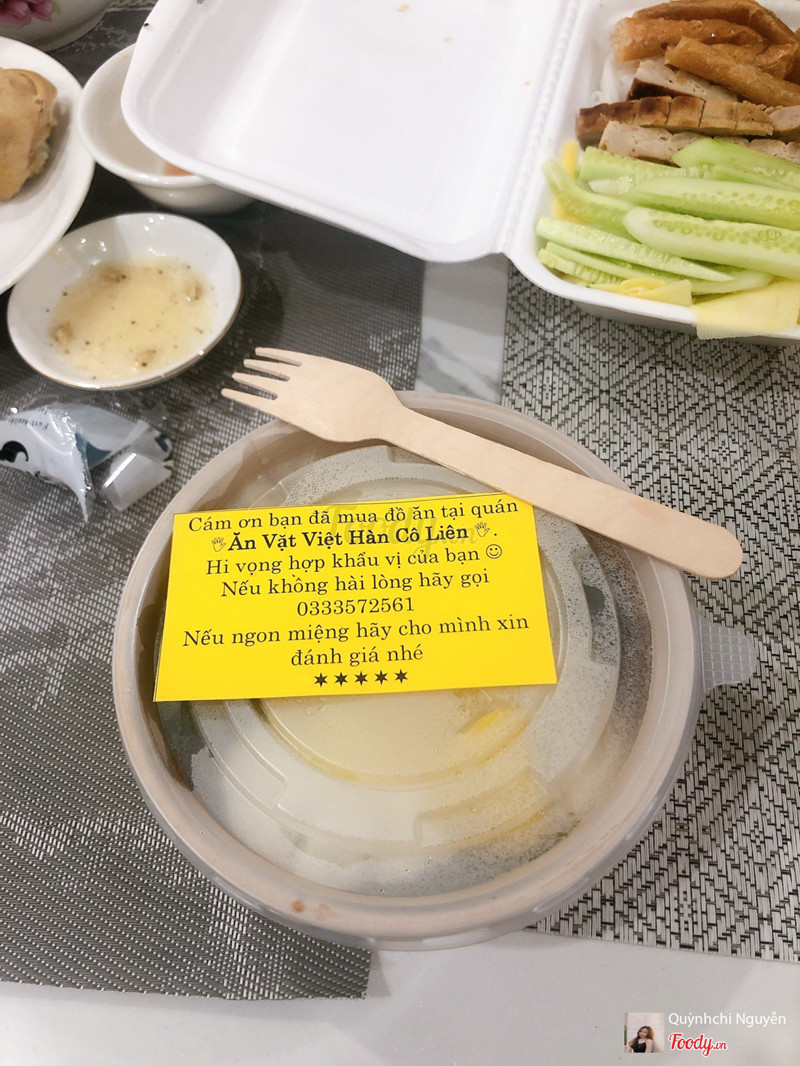 Cám ơn bạn đã mua đồ ăn tại quán
👋Ăn Vặt Việt Hàn Cô Liên👋.
Hi vọng hợp khẩu vị của bạn ☺
Nếu không hài lòng hãy gọi
0333572561
Nếu ngon miệng hãy cho mình xin
đánh giá nhé
★★★★★
Foody.vn
Quỳnhchi Nguyễn
Foody.vn